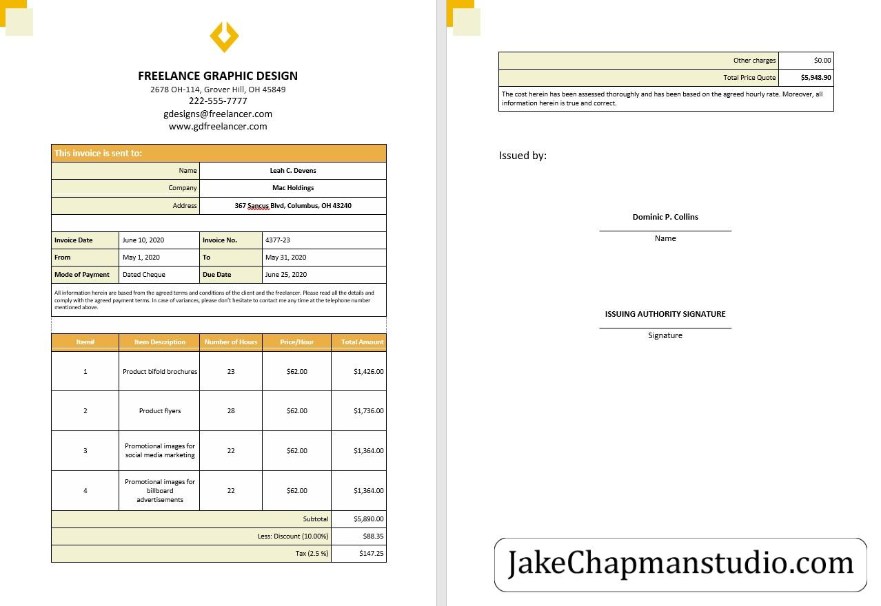 FREELANCE GRAPHIC DESIGN
2678 OH-114, Grover Hill, OH 45849
222-555-7777
gdesigns@freelancer.com
www.gdfreelancer.com
This invoice is sent to:
Name Leah C. Devens
Company Mac Holdings
Address 367 Sancus Blvd, Columbus, OH 43240
Invoice Date June 10, 2020 Invoice No. 4377-23
From May 1, 2020 To May 31, 2020
Mode of Payment Dated Cheque Due Date June 25, 2020
All information herein are based from the agreed terms and conditions of the client and the freelancer. Please read all the details and
comply with the agreed payment terms. In case of variances, please don't hesitate to contact me any time at the telephone number
mentioned above.
Item# Item Description Number of Hours Price/Hour Total Amount
1 Product bifold brochures 23 $62.00 $1,426.00
2 Product flyers 28 $62.00 $1,736.00
3 Promotional images for
social media marketing 22 $62.00 $1,364.00
4 Promotional images for
billboard
advertisements 22 $62.00 $1,364.00
Subtotal $5,890.00
Less: Discount (10.00%) $88.35
Tax (2.5 %) $147.25
Other charges $0.00
Total Price Quote $5,948.90
The cost herein has been assessed thoroughly and has been based on the agreed hourly rate. Moreover, all
information herein is true and correct.
Issued by:
Dominic P. Collins
Name
ISSUING AUTHORITY SIGNATURE
Signature
JakeChapmanstudio.com